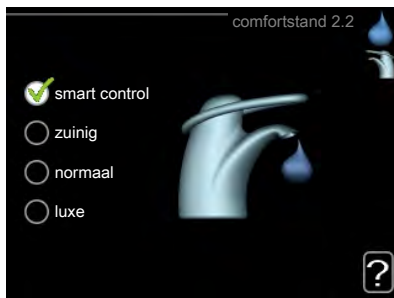 comfortstand 2.2
smart control
zuinig
normaal
luxe
?